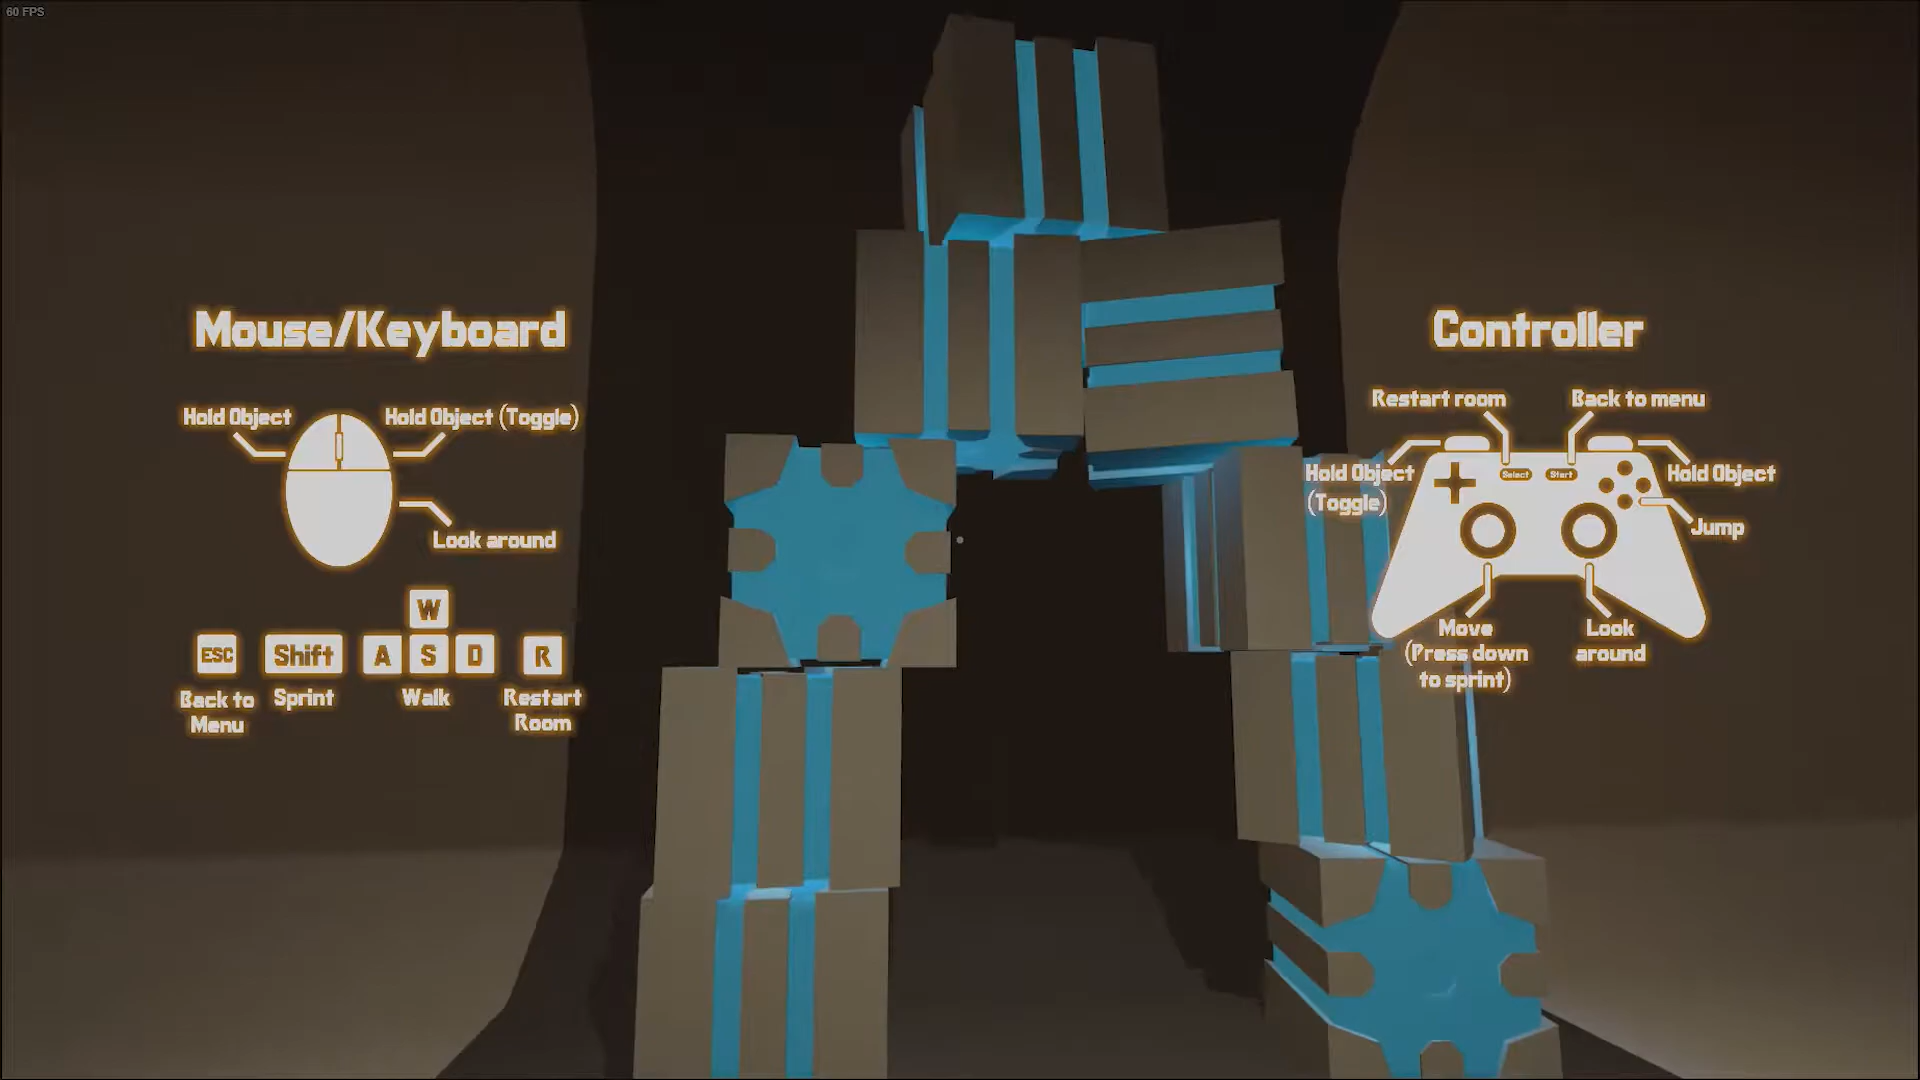 60 FPS
Mouse/Keyboard
Hold Object
Hold Object (Toggle)
Look around
W
ESC
Shift
A
S
D
R
Back to
Menu
Sprint
Walk
Restart
Room
Controller
Restart room
Back to menu
Hold Object
(Toggle)
Select
Start
Hold Object
Jump
Move
(Press down
to sprint)
Look
around